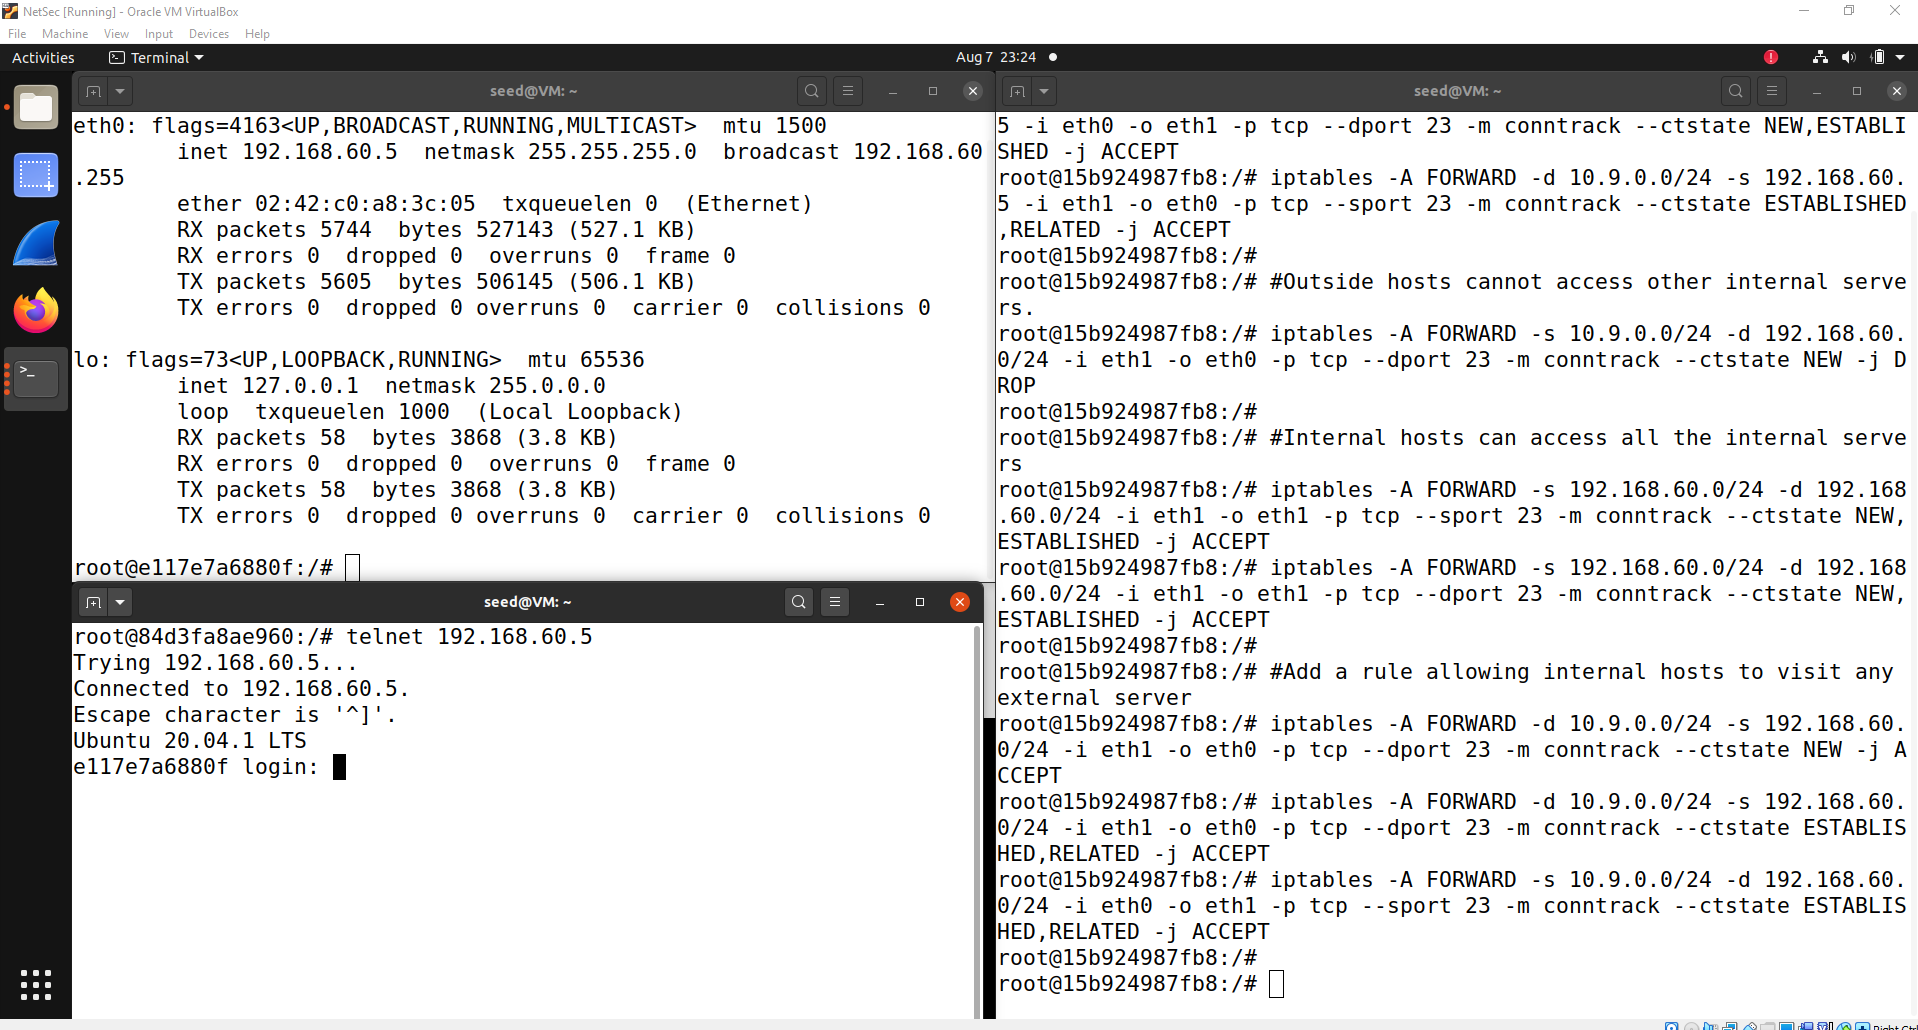 NetSec [Running] - Oracle VM VirtualBox
File Machine View Input Devices Help
Activities Terminal Aug 7 23:24
seed@VM: ~
eth0: flags=4163<UP,BROADCAST,RUNNING,MULTICAST>  mtu 1500
        inet 192.168.60.5  netmask 255.255.255.0  broadcast 192.168.60
.255
        ether 02:42:c0:a8:3c:05  txqueuelen 0  (Ethernet)
        RX packets 5744  bytes 527143 (527.1 KB)
        RX errors 0  dropped 0  overruns 0  frame 0
        TX packets 5605  bytes 506145 (506.1 KB)
        TX errors 0  dropped 0 overruns 0  carrier 0  collisions 0
lo: flags=73<UP,LOOPBACK,RUNNING>  mtu 65536
        inet 127.0.0.1  netmask 255.0.0.0
        loop  txqueuelen 1000  (Local Loopback)
        RX packets 58  bytes 3868 (3.8 KB)
        RX errors 0  dropped 0  overruns 0  frame 0
        TX packets 58  bytes 3868 (3.8 KB)
        TX errors 0  dropped 0 overruns 0  carrier 0  collisions 0
root@e117e7a6880f:/#
seed@VM: ~
root@84d3fa8ae960:/# telnet 192.168.60.5
Trying 192.168.60.5...
Connected to 192.168.60.5.
Escape character is '^]'.
Ubuntu 20.04.1 LTS
e117e7a6880f login:
seed@VM: ~
5 -i eth0 -o eth1 -p tcp --dport 23 -m conntrack --ctstate NEW,ESTABLI
SHED -j ACCEPT
root@15b924987fb8:/# iptables -A FORWARD -d 10.9.0.0/24 -s 192.168.60.
5 -i eth1 -o eth0 -p tcp --sport 23 -m conntrack --ctstate ESTABLISHED
,RELATED -j ACCEPT
root@15b924987fb8:/#
root@15b924987fb8:/# #Outside hosts cannot access other internal serve
rs.
root@15b924987fb8:/# iptables -A FORWARD -s 10.9.0.0/24 -d 192.168.60.
0/24 -i eth1 -o eth0 -p tcp --dport 23 -m conntrack --ctstate NEW -j D
ROP
root@15b924987fb8:/#
root@15b924987fb8:/# #Internal hosts can access all the internal serve
rs
root@15b924987fb8:/# iptables -A FORWARD -s 192.168.60.0/24 -d 192.168
.60.0/24 -i eth1 -o eth1 -p tcp --sport 23 -m conntrack --ctstate NEW,
ESTABLISHED -j ACCEPT
root@15b924987fb8:/# iptables -A FORWARD -s 192.168.60.0/24 -d 192.168
.60.0/24 -i eth1 -o eth1 -p tcp --dport 23 -m conntrack --ctstate NEW,
ESTABLISHED -j ACCEPT
root@15b924987fb8:/#
root@15b924987fb8:/# #Add a rule allowing internal hosts to visit any
external server
root@15b924987fb8:/# iptables -A FORWARD -d 10.9.0.0/24 -s 192.168.60.
0/24 -i eth1 -o eth0 -p tcp --dport 23 -m conntrack --ctstate NEW -j A
CCEPT
root@15b924987fb8:/# iptables -A FORWARD -d 10.9.0.0/24 -s 192.168.60.
0/24 -i eth1 -o eth0 -p tcp --dport 23 -m conntrack --ctstate ESTABLIS
HED,RELATED -j ACCEPT
root@15b924987fb8:/# iptables -A FORWARD -s 10.9.0.0/24 -d 192.168.60.
0/24 -i eth0 -o eth1 -p tcp --sport 23 -m conntrack --ctstate ESTABLIS
HED,RELATED -j ACCEPT
root@15b924987fb8:/#
root@15b924987fb8:/#